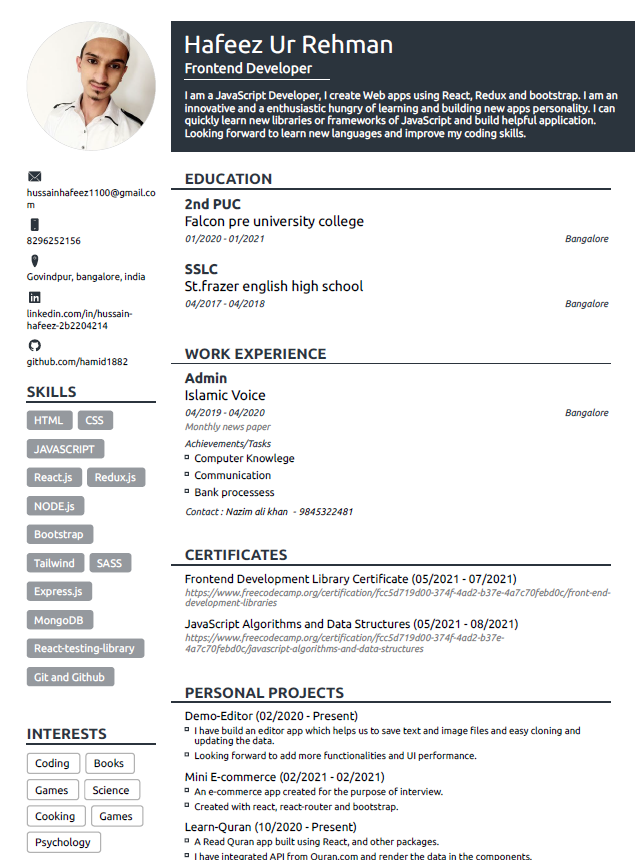 Hafeez Ur Rehman
Frontend Developer
I am a JavaScript Developer, I create Web apps using React, Redux and bootstrap. I am an
innovative and a enthusiastic hungry of learning and building new apps personality. I can
quickly learn new libraries or frameworks of JavaScript and build helpful application.
Looking forward to learn new languages and improve my coding skills.
hussainhafeez1100@gmail.co
m
8296252156
Govindpur, bangalore, india
linkedin.com/in/hussain-
hafeez-2b2204214
github.com/hamid1882
SKILLS
HTML CSS
JAVASCRIPT
React.js Redux.js
NODE.js
Bootstrap
Tailwind SASS
Express.js
MongoDB
React-testing-library
Git and Github
INTERESTS
Coding Books
Games Science
Cooking Games
Psychology
EDUCATION
2nd PUC
Falcon pre university college
01/2020 - 01/2021 Bangalore
SSLC
St.frazer english high school
04/2017 - 04/2018 Bangalore
WORK EXPERIENCE
Admin
Islamic Voice
04/2019 - 04/2020 Bangalore
Monthly news paper
Achievements/Tasks
Computer Knowlege
Communication
Bank processess
Contact : Nazim ali khan - 9845322481
CERTIFICATES
Frontend Development Library Certificate (05/2021 - 07/2021)
https://www.freecodecamp.org/certification/fcc5d719d00-374f-4ad2-b37e-4a7c70febd0c/front-end-
development-libraries
JavaScript Algorithms and Data Structures (05/2021 - 08/2021)
https://www.freecodecamp.org/certification/fcc5d719d00-374f-4ad2-b37e-
4a7c70febd0c/javascript-algorithms-and-data-structures
PERSONAL PROJECTS
Demo-Editor (02/2020 - Present)
I have build an editor app which helps us to save text and image files and easy cloning and
updating the data.
Looking forward to add more functionalities and UI performance.
Mini E-commerce (02/2021 - 02/2021)
An e-commerce app created for the purpose of interview.
Created with react, react-router and bootstrap.
Learn-Quran (10/2020 - Present)
A Read Quran app built using React, and other packages.
I have integrated API from Quran.com and render the data in the components.